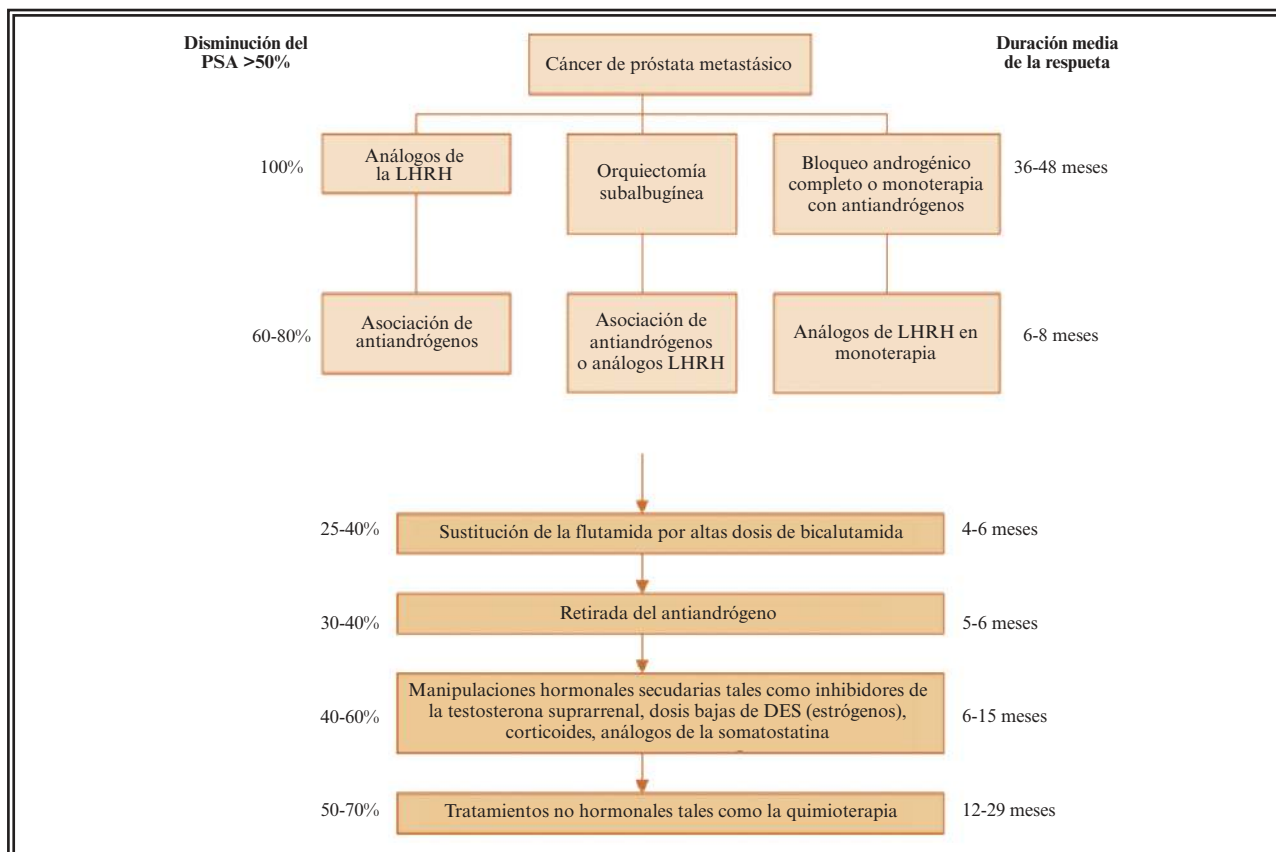 Disminución del
PSA >50%
Cáncer de próstata metastásico
Duración media
de la respueta
100%
Análogos de
la LHRH
Orquiectomía
subalbugínea
Bloqueo androgénico
completo o monoterapia
con antiandrógenos
36-48 meses
60-80%
Asociación de
antiandrógenos
Asociación de
antiandrógenos
o análogos LHRH
Análogos de LHRH en
monoterapia
6-8 meses
25-40%
Sustitución de la flutamida por altas dosis de bicalutamida
4-6 meses
30-40%
Retirada del antiandrógeno
5-6 meses
40-60%
Manipulaciones hormonales secudarias tales como inhibidores de
la testosterona suprarrenal, dosis bajas de DES (estrógenos),
corticoides, análogos de la somatostatina
6-15 meses
50-70%
Tratamientos no hormonales tales como la quimioterapia
12-29 meses